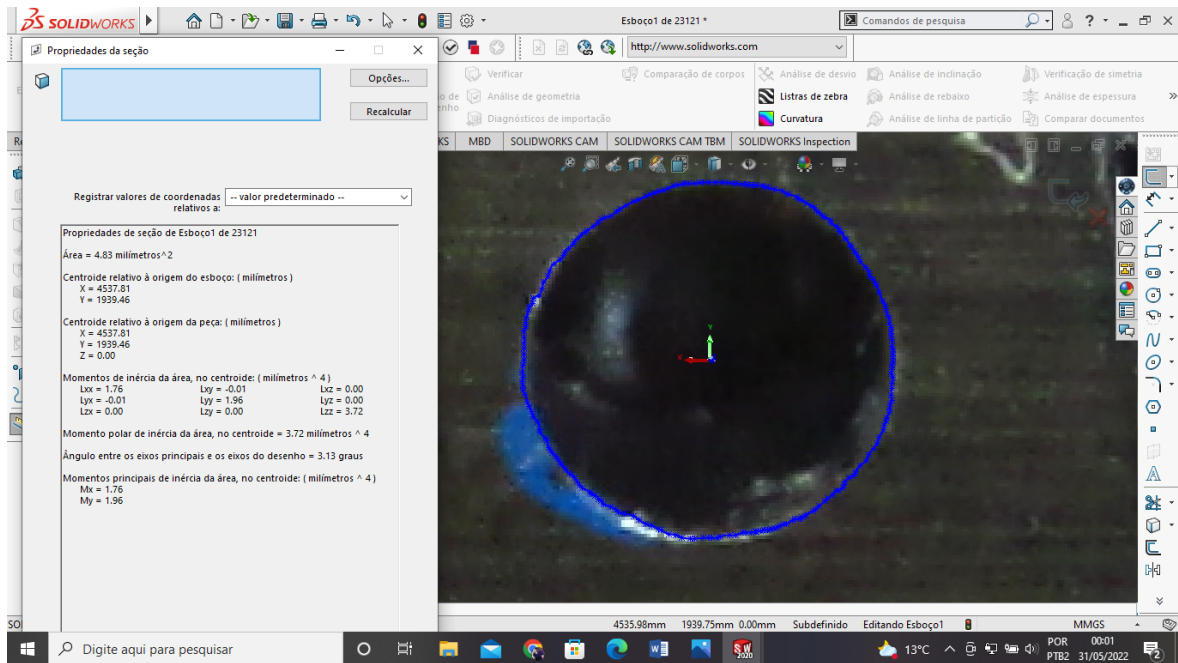 SOLIDWORKS
Esboço1 de 23121 *
Comandos de pesquisa
Propriedades da seção
http://www.solidworks.com
Opções...
Recalcular
Verificar
Comparação de corpos
Análise de desvio
Análise de inclinação
Verificação de simetria
Análise de geometria
Listras de zebra
Análise de rebaixo
Análise de espessura
Diagnósticos de importação
Curvatura
Análise de linha de partição
Comparar documentos
MBD
SOLIDWORKS CAM
SOLIDWORKS CAM TBM
SOLIDWORKS Inspection
Registrar valores de coordenadas relativos a:
-- valor predeterminado --
Propriedades de seção de Esboço1 de 23121
Área = 4.83 milímetros^2
Centroide relativo à origem do esboço: ( milímetros )
X = 4537.81
Y = 1939.46
Centroide relativo à origem da peça: ( milímetros )
X = 4537.81
Y = 1939.46
Z = 0.00
Momentos de inércia da área, no centroide: ( milímetros ^ 4 )
Lxx = 1.76 Lxy = -0.01 Lxz = 0.00
Lyx = -0.01 Lyy = 1.96 Lyz = 0.00
Lzx = 0.00 Lzy = 0.00 Lzz = 3.72
Momento polar de inércia da área, no centroide = 3.72 milímetros ^ 4
Ângulo entre os eixos principais e os eixos do desenho = 3.13 graus
Momentos principais de inércia da área, no centroide: ( milímetros ^ 4 )
Mx = 1.76
My = 1.96
Y
X
4535.98mm 1939.75mm 0.00mm Subdefinido Editando Esboço1 MMGS
Digite aqui para pesquisar
13°C
POR
PTB2
00:01
31/05/2022